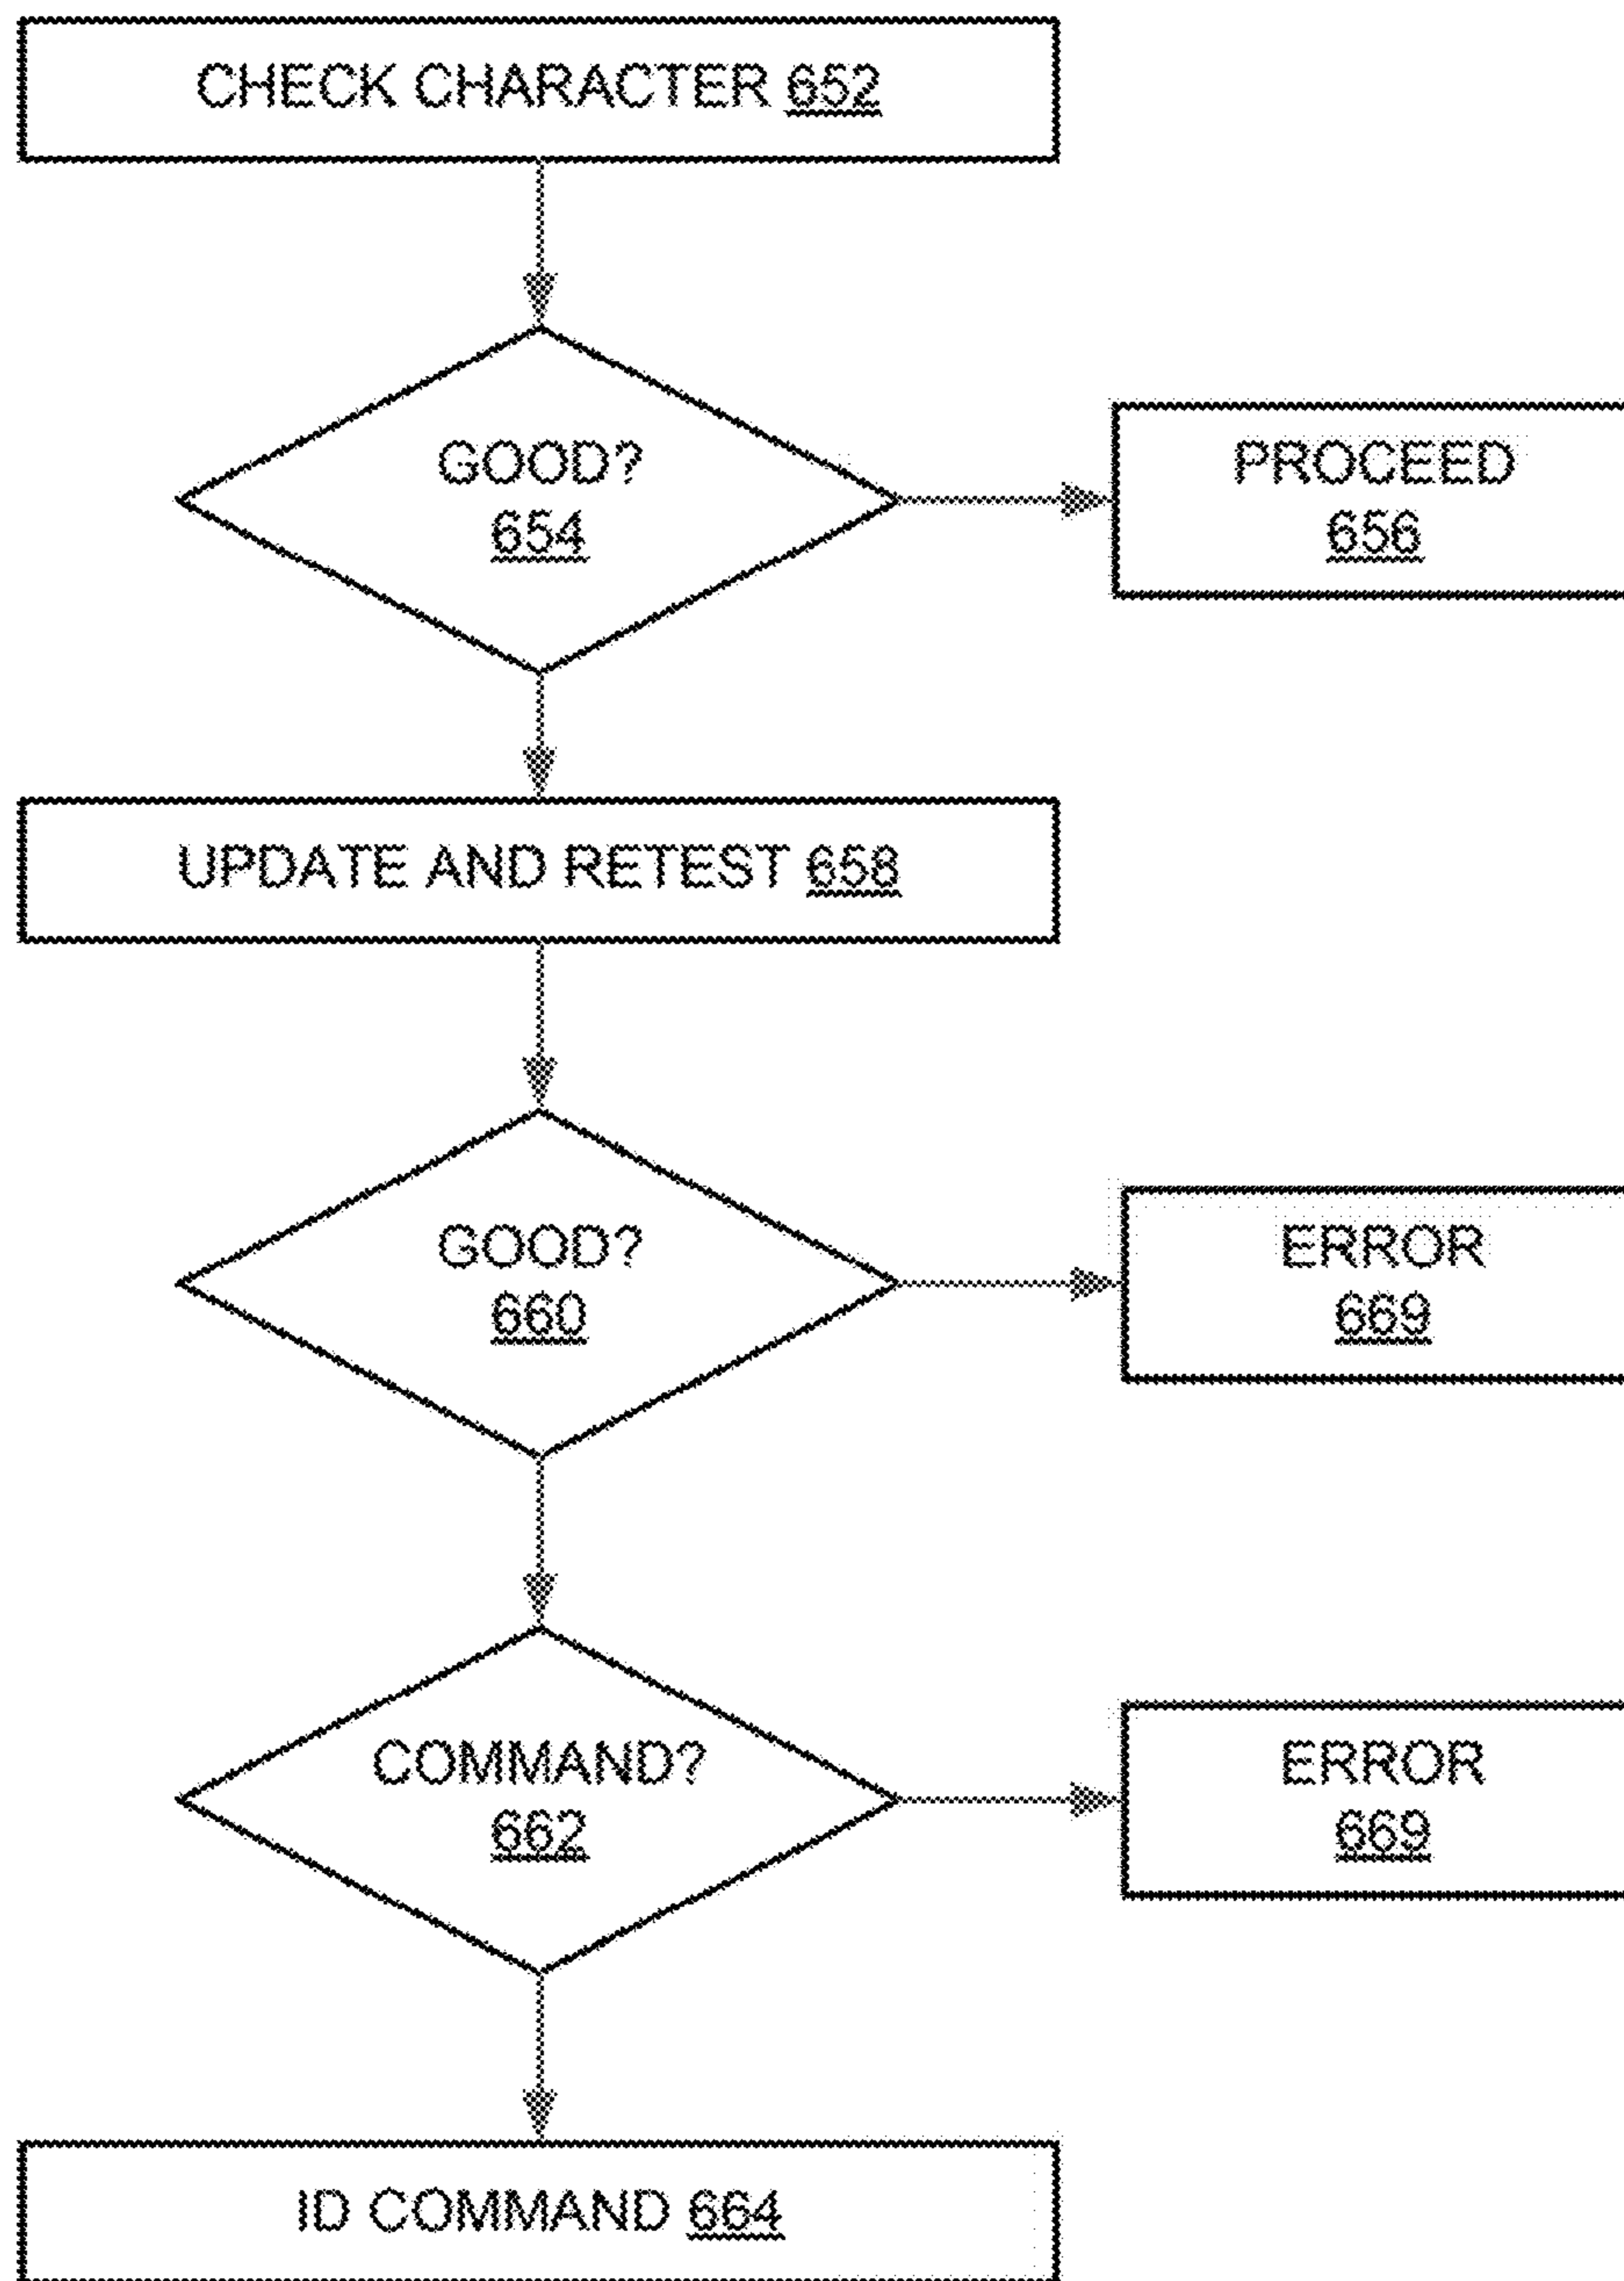 CHECK CHARACTER 652
GOOD?
654
PROCEED
656
UPDATE AND RETEST 658
GOOD?
660
ERROR
669
COMMAND?
662
ERROR
669
ID COMMAND 664